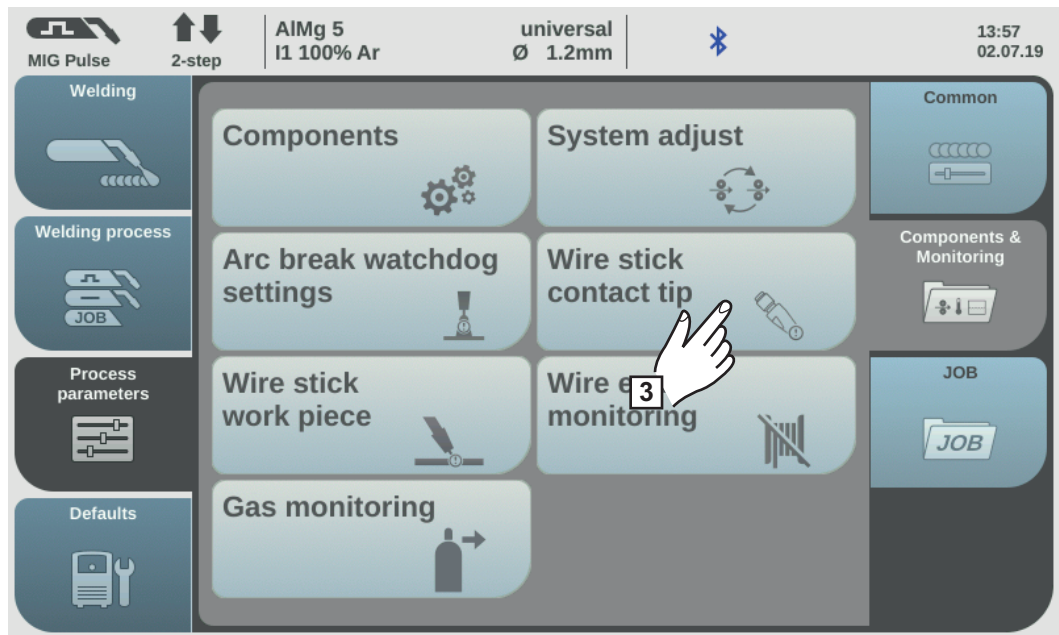 MIG Pulse
2-step
AlMg 5
I1 100% Ar
universal
Ø 1.2mm
13:57
02.07.19
Welding
Welding process
JOB
Process
parameters
Defaults
Components
System adjust
Arc break watchdog
settings
Wire stick
contact tip
Wire stick
work piece
Wire
monitoring
3
Gas monitoring
Common
Components &
Monitoring
JOB
JOB